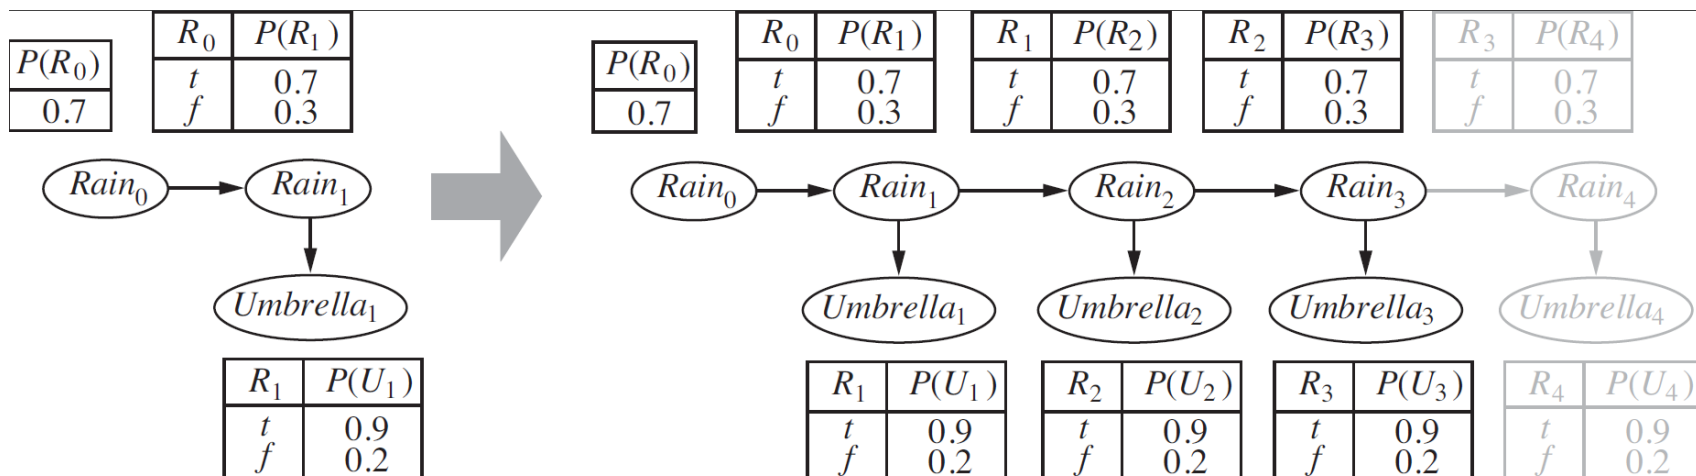 P(R₀)
0.7
R₀ P(R₁)
t 0.7
f 0.3
Rain₀
Rain₁
Umbrella₁
R₁ P(U₁)
t 0.9
f 0.2
P(R₀)
0.7
R₀ P(R₁)
t 0.7
f 0.3
R₁ P(R₂)
t 0.7
f 0.3
R₂ P(R₃)
t 0.7
f 0.3
R₃ P(R₄)
t 0.7
f 0.3
Rain₀
Rain₁
Rain₂
Rain₃
Rain₄
Umbrella₁
Umbrella₂
Umbrella₃
Umbrella₄
R₁ P(U₁)
t 0.9
f 0.2
R₂ P(U₂)
t 0.9
f 0.2
R₃ P(U₃)
t 0.9
f 0.2
R₄ P(U₄)
t 0.9
f 0.2